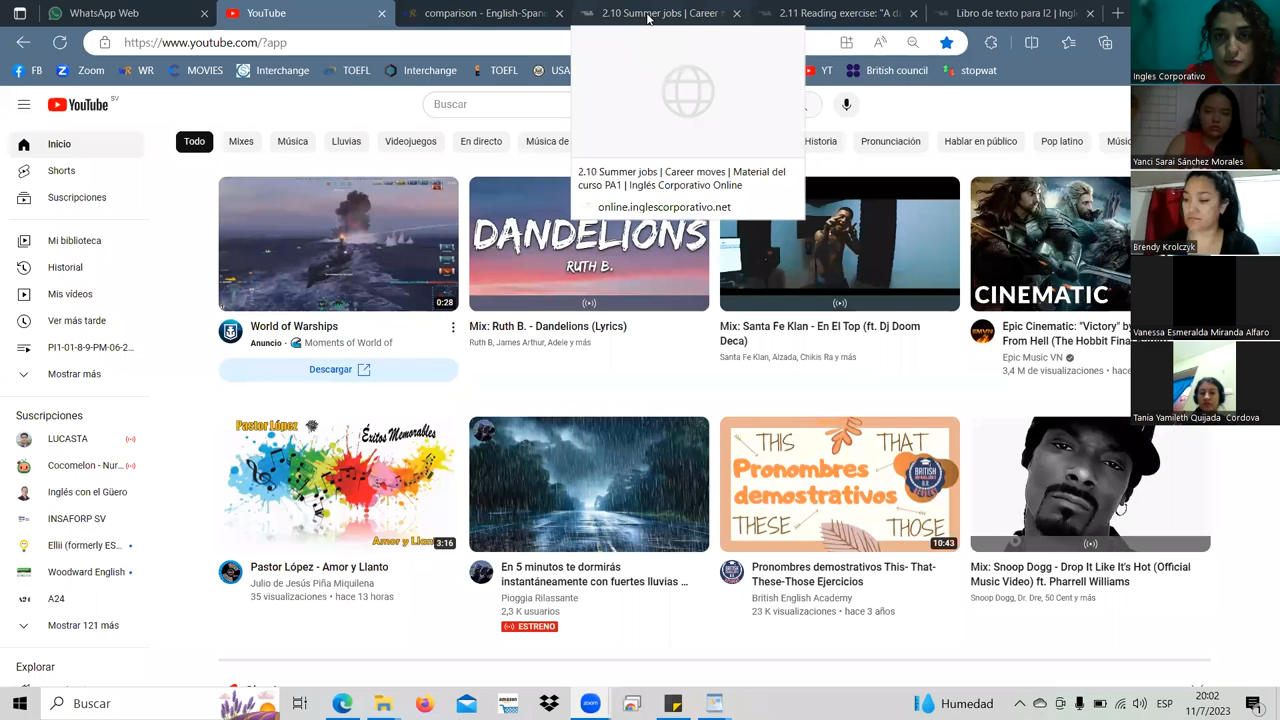 YouTube
comparison - English-Spani
2.10 Summer jobs | Career m
2.11 Reading exercise: "A d
Libro de texto para I2 | Ingl
https://www.youtube.com/?app
FB
Zoom
WR
MOVIES
Interchange
TOEFL
Interchange
TOEFL
USA
YT
British council
stopwat
YouTube SV
Buscar
Todo
Mixes
Música
Lluvias
Videojuegos
En directo
Música de
Historia
Pronunciación
Hablar en público
Pop latino
Músic
2.10 Summer jobs | Career moves | Material del
curso PA1 | Inglés Corporativo Online
online.inglescorporativo.net
Inicio
Shorts
Suscripciones
Mi biblioteca
Historial
Mis vídeos
Ver más tarde
PI1-01-8-9-PM-06-2...
Mostrar más
Suscripciones
LUCASTA
Cocomelon - Nur...
Inglés con el Güero
INSAFORP SV
Ellii (formerly ES...
Woodward English
A24
Mostrar 121 más
Explorar
0:28
World of Warships
Anuncio · Moments of World of
Descargar
DANDELIONS
RUTH B.
Mix: Ruth B. - Dandelions (Lyrics)
Ruth B, James Arthur, Adele y más
Mix: Santa Fe Klan - En El Top (ft. Dj Doom
Deca)
Santa Fe Klan, Alzada, Chikis Ra y más
CINEMATIC
Epic Cinematic: "Victory" by
From Hell (The Hobbit Fina
Epic Music VN
3,4 M de visualizaciones • hace
Pastor López
Éxitos Memorables
Amor y Llan
3:16
Pastor López - Amor y Llanto
Julio de Jesús Piña Miquilena
35 visualizaciones • hace 13 horas
En 5 minutos te dormirás
instantáneamente con fuertes lluvias ...
Pioggia Rilassante
2,3 K usuarios
ESTRENO
THIS
THAT
Pronombres
demostrativos
THESE
THOSE
BRITISH
10:43
Pronombres demostrativos This- That-
These-Those Ejercicios
British English Academy
23 K visualizaciones • hace 3 años
Mix: Snoop Dogg - Drop It Like It's Hot (Official
Music Video) ft. Pharrell Williams
Snoop Dogg, Dr. Dre, 50 Cent y más
Ingles Corporativo
Yanci Sarai Sánchez Morales
Brendy Krolczyk
Vanessa Esmeralda Miranda Alfaro
Tania Yamileth Quijada Cordova
Buscar
amazon
zoom
Humedad
ESP
20:02
11/7/2023
1